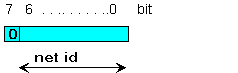 7 6 . . . . . . . . . . 0 bit
0
net id